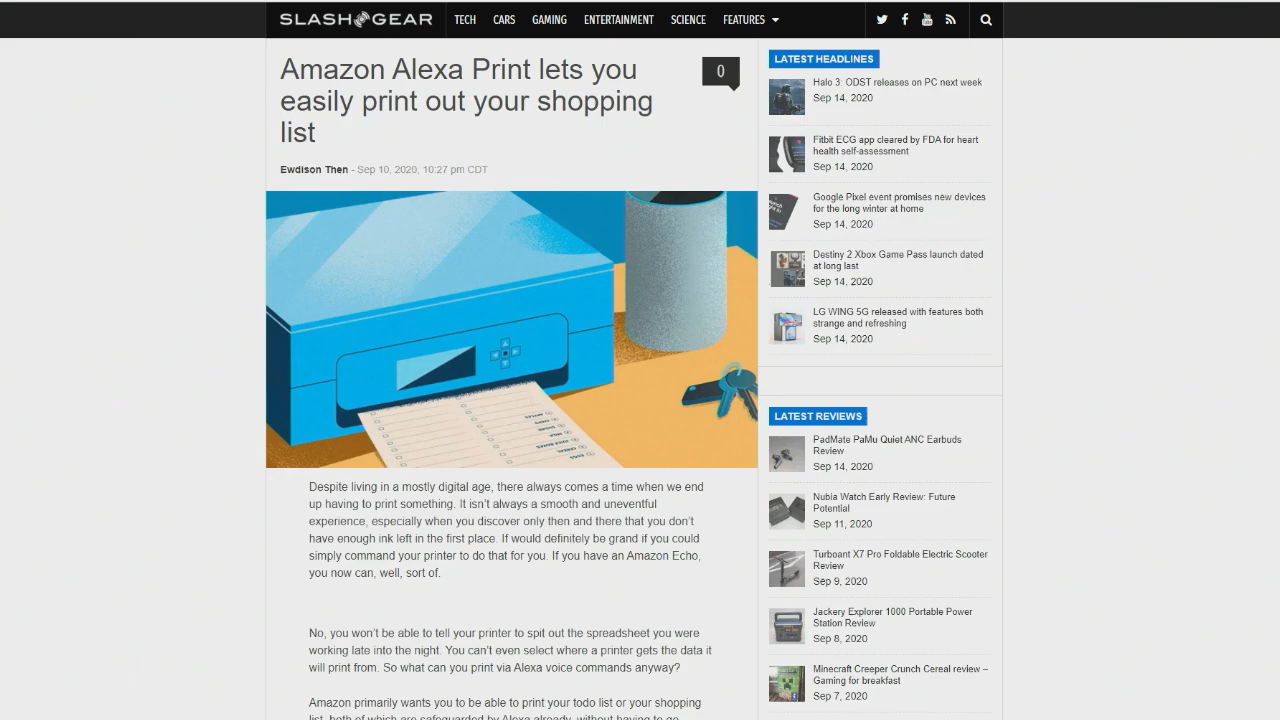 SLASHGEAR TECH CARS GAMING ENTERTAINMENT SCIENCE FEATURES
Amazon Alexa Print lets you
easily print out your shopping
list
0
Ewdison Then - Sep 10, 2020, 10:27 pm CDT
Despite living in a mostly digital age, there always comes a time when we end
up having to print something. It isn’t always a smooth and uneventful
experience, especially when you discover only then and there that you don’t
have enough ink left in the first place. If would definitely be grand if you could
simply command your printer to do that for you. If you have an Amazon Echo,
you now can, well, sort of.
No, you won’t be able to tell your printer to spit out the spreadsheet you were
working late into the night. You can’t even select where a printer gets the data it
will print from. So what can you print via Alexa voice commands anyway?
Amazon primarily wants you to be able to print your todo list or your shopping
list, both of which are safeguarded by Alexa already, without having to go
LATEST HEADLINES
Halo 3: ODST releases on PC next week
Sep 14, 2020
Fitbit ECG app cleared by FDA for heart
health self-assessment
Sep 14, 2020
Google Pixel event promises new devices
for the long winter at home
Sep 14, 2020
Destiny 2 Xbox Game Pass launch dated
at long last
Sep 14, 2020
LG WING 5G released with features both
strange and refreshing
Sep 14, 2020
LATEST REVIEWS
PadMate PaMu Quiet ANC Earbuds
Review
Sep 14, 2020
Nubia Watch Early Review: Future
Potential
Sep 11, 2020
Turboant X7 Pro Foldable Electric Scooter
Review
Sep 9, 2020
Jackery Explorer 1000 Portable Power
Station Review
Sep 8, 2020
Minecraft Creeper Crunch Cereal review –
Gaming for breakfast
Sep 7, 2020